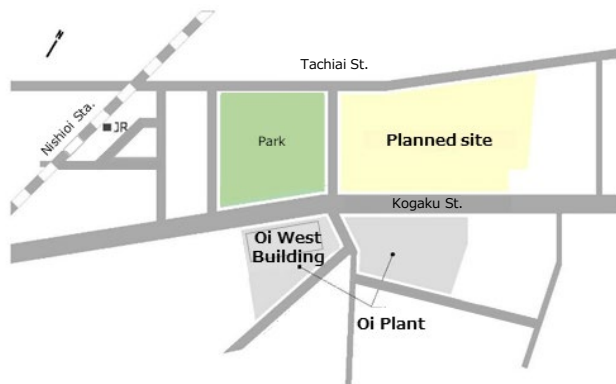 N
Tachiai St.
Nishioi Sta.
JR
Park
Planned site
Kogaku St.
Oi West
Building
Oi Plant